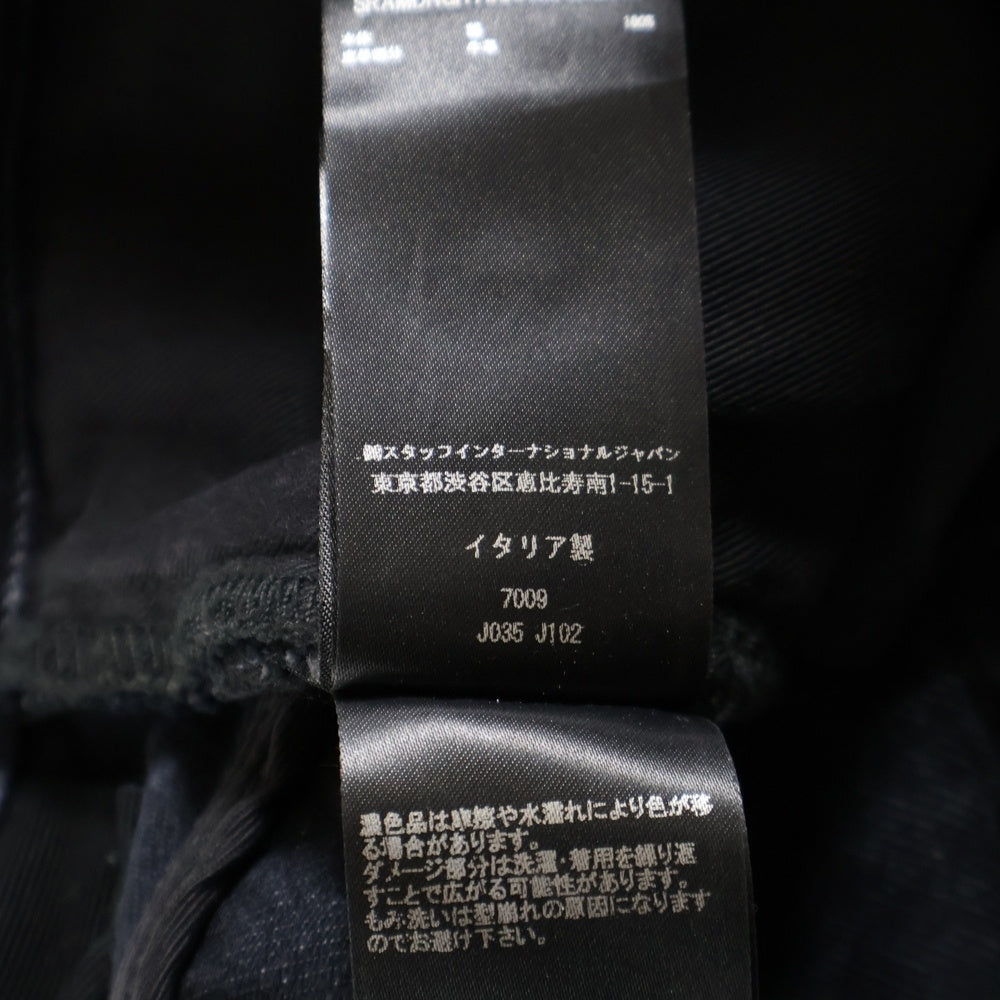 ㈱スタッフインターナショナルジャパン
東京都渋谷区恵比寿南1-15-1
イタリア製
7009
J035 J102
濃色品は摩擦や水濡れにより色が移
る場合があります。
ダメージ部分は洗濯・着用を繰り返
すことで広がる可能性があります。
もみ洗いは型崩れの原因になります
のでお避け下さい。